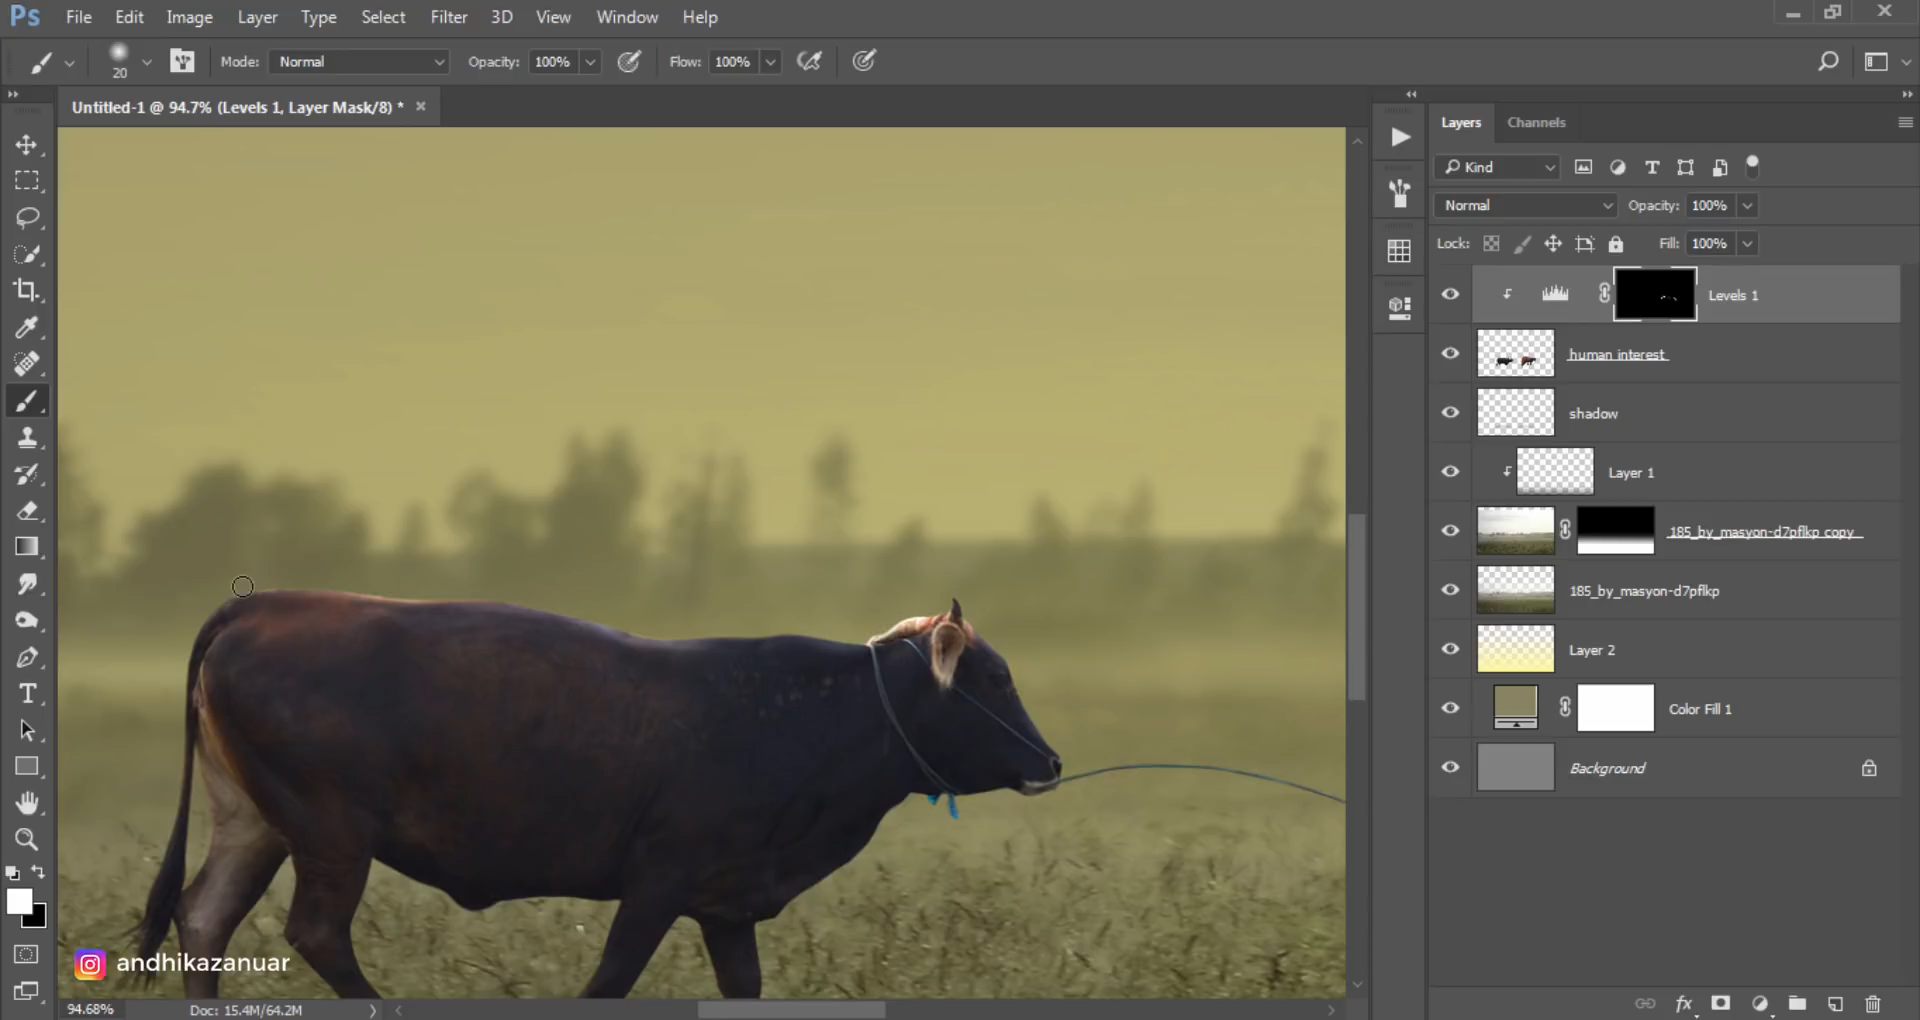 Ps File Edit Image Layer Type Select Filter 3D View Window Help
20 Mode: Normal Opacity: 100% Flow: 100%
Untitled-1 @ 94.7% (Levels 1, Layer Mask/8) *
Layers Channels
Kind
Normal Opacity: 100%
Lock: Fill: 100%
Levels 1
human interest
shadow
Layer 1
185_by_masyon-d7pflkp copy
185_by_masyon-d7pflkp
Layer 2
Color Fill 1
Background
andhikazanuar
94.68% Doc: 15.4M/64.2M
fx